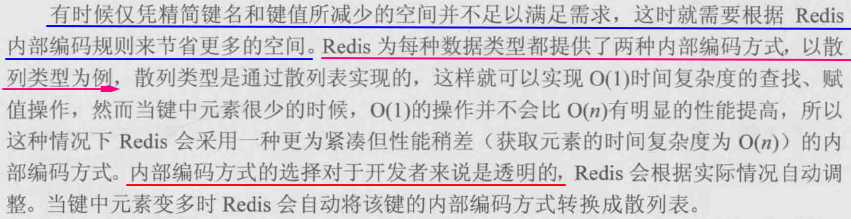 有时候仅凭精简键名和键值所减少的空间并不足以满足需求，这时就需要根据 Redis
内部编码规则来节省更多的空间。Redis 为每种数据类型都提供了两种内部编码方式，以散
列类型为例，散列类型是通过散列表实现的，这样就可以实现 O(1)时间复杂度的查找、赋
值操作，然而当键中元素很少的时候，O(1)的操作并不会比 O(n)有明显的性能提高，所以
这种情况下 Redis 会采用一种更为紧凑但性能稍差（获取元素的时间复杂度为 O(n)）的内
部编码方式。内部编码方式的选择对于开发者来说是透明的，Redis 会根据实际情况自动调
整。当键中元素变多时 Redis 会自动将该键的内部编码方式转换成散列表。